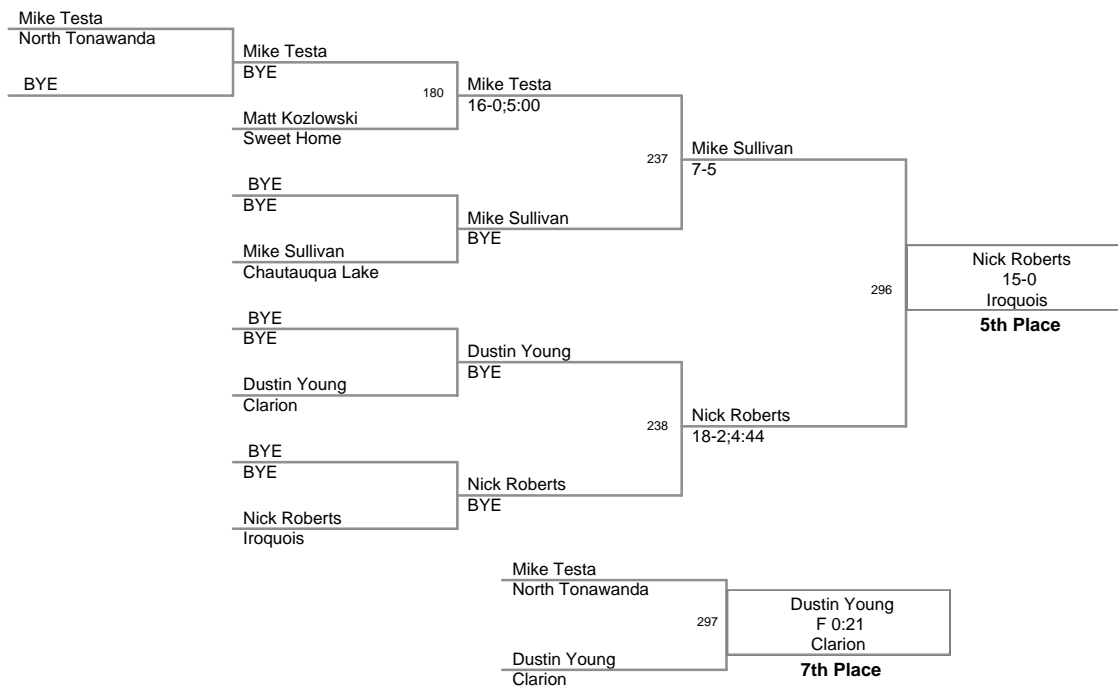 Mike Testa
North Tonawanda
BYE
Mike Testa
BYE
180
Matt Kozlowski
Sweet Home
BYE
BYE
Mike Sullivan
Chautauqua Lake
BYE
BYE
Dustin Young
Clarion
BYE
BYE
Nick Roberts
Iroquois
Mike Testa
16-0;5:00
237
Mike Sullivan
BYE
Dustin Young
BYE
238
Nick Roberts
BYE
Mike Sullivan
7-5
296
Nick Roberts
18-2;4:44
Nick Roberts
15-0
Iroquois
5th Place
Mike Testa
North Tonawanda
297
Dustin Young
Clarion
Dustin Young
F 0:21
Clarion
7th Place